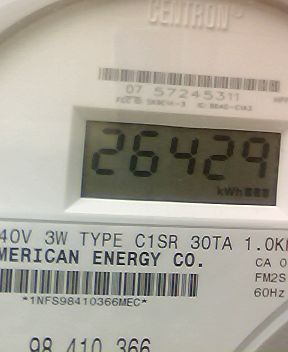 CENTRON
07 57245311
26429
kWh
40V 3W TYPE C1SR 30TA 1.0K
MERICAN ENERGY CO.
CA 0
FM2S
60Hz
*1NFS98410366MEC*
98 410 366